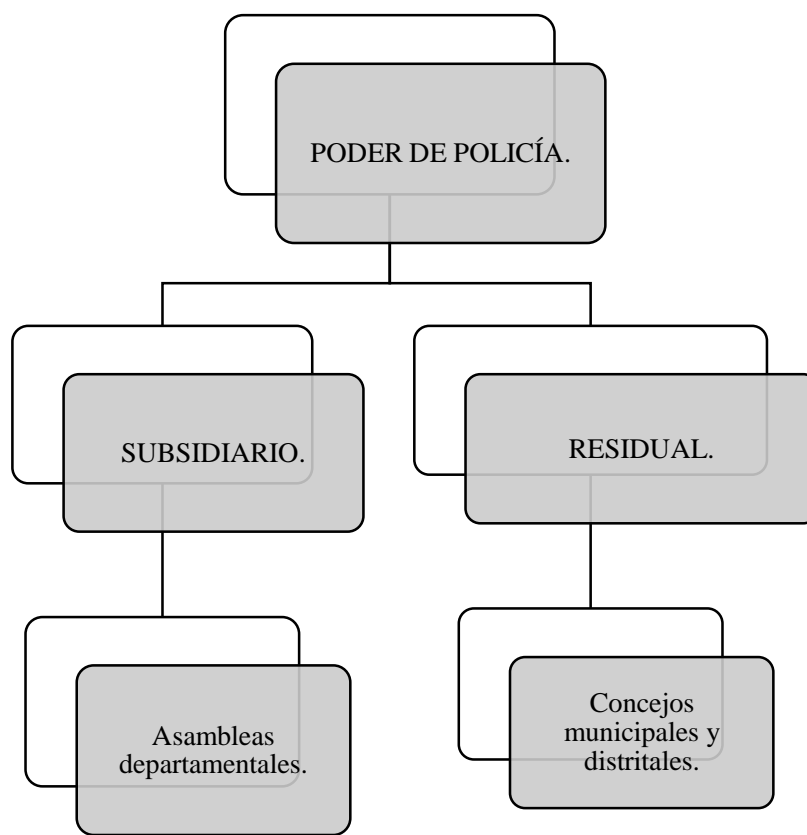 PODER DE POLICÍA.
SUBSIDIARIO.
RESIDUAL.
Asambleas
departamentales.
Concejos
municipales y
distritales.